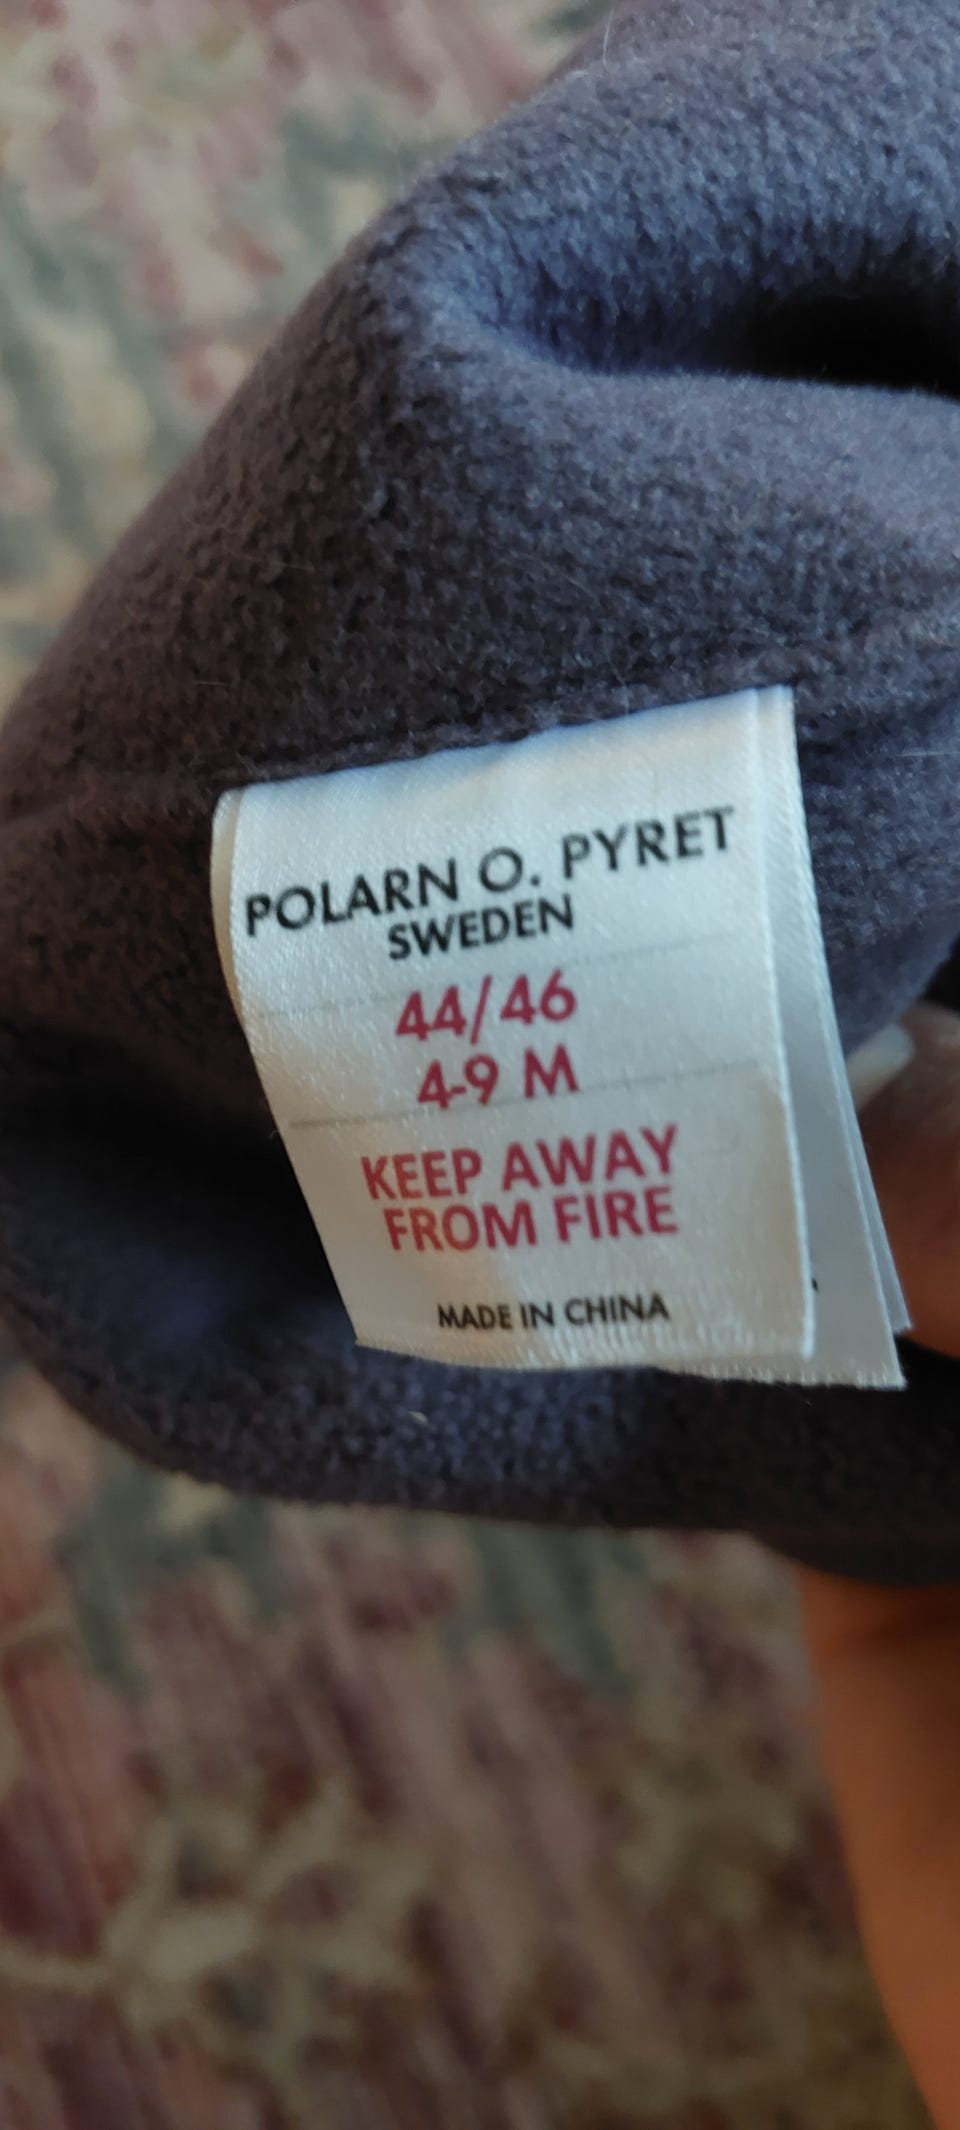 POLARN O. PYRET
SWEDEN
44/46
4-9 M
KEEP AWAY
FROM FIRE
MADE IN CHINA